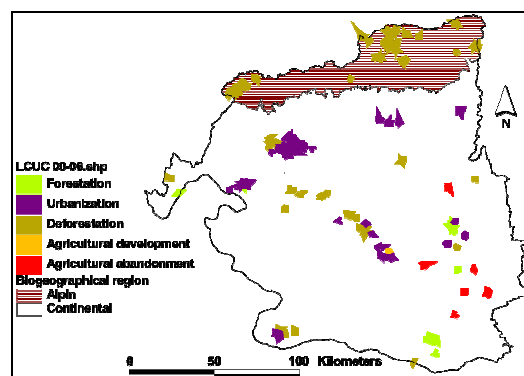 N
LCUC 00-06.shp
Forestation
Urbanization
Deforestation
Agricultural development
Agricultural abandonment
Biogeographical region
Alpin
Continental
0 50 100 Kilometers